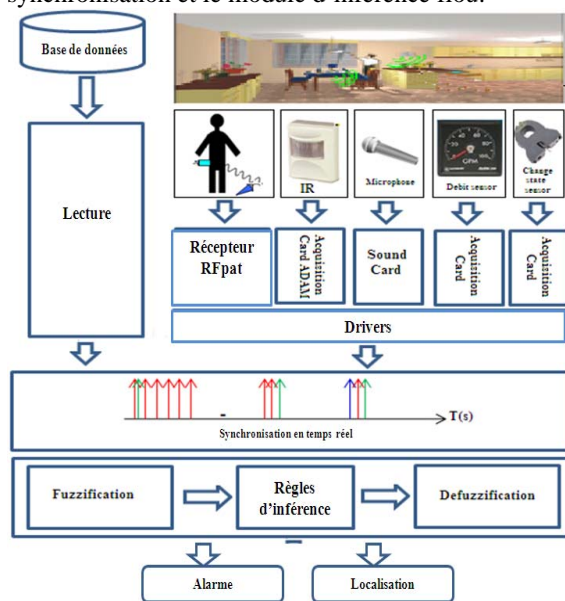 synchronisation et le module d'inférence flou.
Base de données
Lecture
IR
Microphone
Debit sensor
Change
state
sensor
GPM
Récepteur
RFpat
Acquisition
Card ADAM
Sound
Card
Acquisition
Card
Acquisition
Card
Drivers
T(s)
Synchronisation en temps réel
Fuzzification
Règles
d'inférence
Defuzzification
Alarme
Localisation